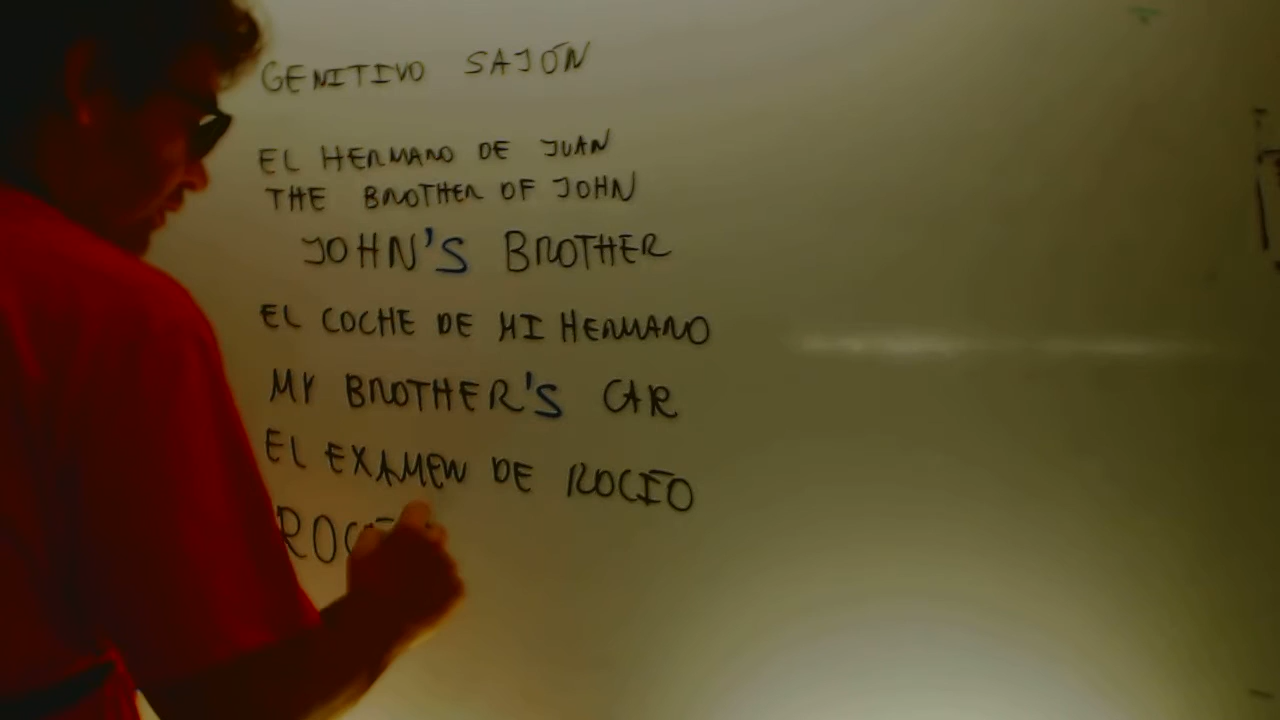 GENITIVO SAJÓN
EL HERMANO DE JUAN
THE BROTHER OF JOHN
JOHN'S BROTHER
EL COCHE DE MI HERMANO
MY BROTHER'S CAR
EL EXAMEN DE ROCÍO